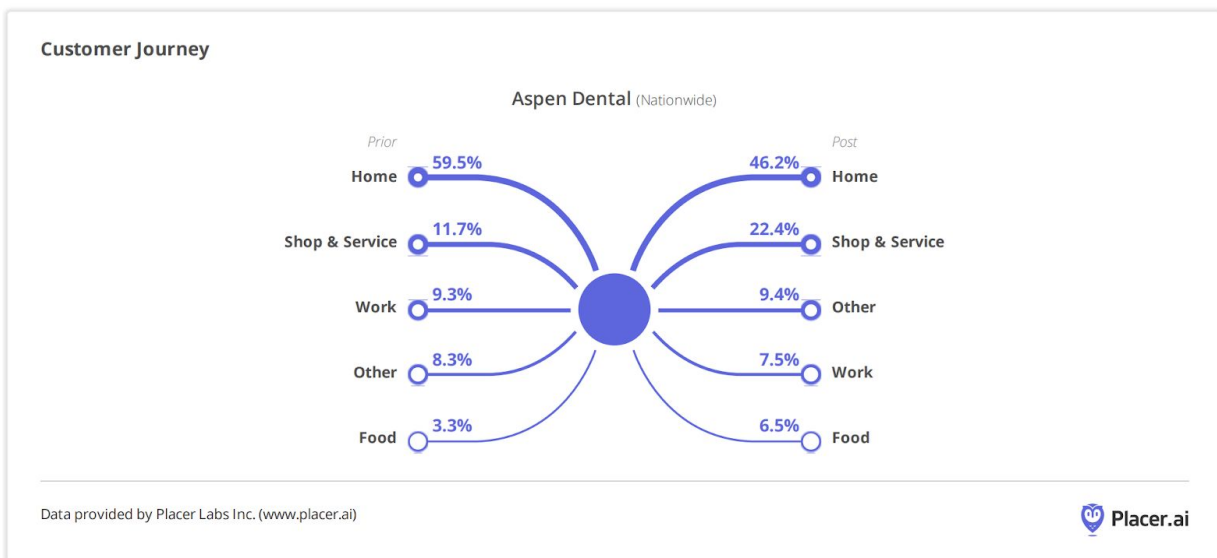 Customer Journey
Aspen Dental (Nationwide)
Prior
Post
59.5%
46.2%
Home
Home
11.7%
22.4%
Shop & Service
Shop & Service
9.3%
9.4%
Work
Other
8.3%
7.5%
Other
Work
3.3%
6.5%
Food
Food
Data provided by Placer Labs Inc. (www.placer.ai)
Placer.ai